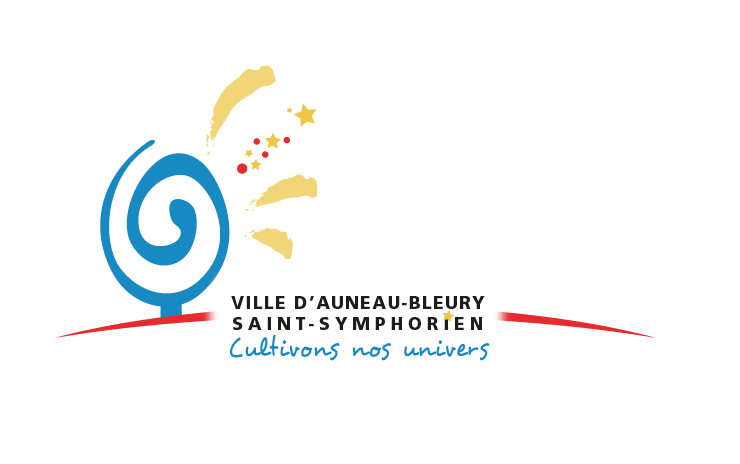 VILLE D'AUNEAU-BLEURY
SAINT-SYMPHORIEN
Cultivons nos univers